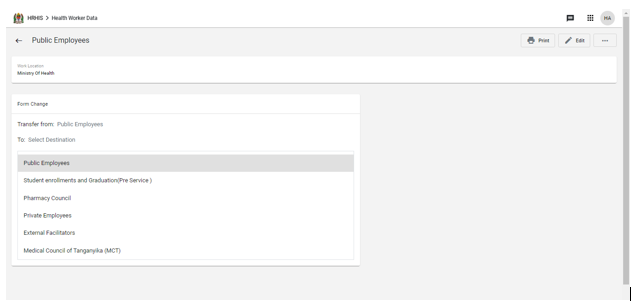 HRHIS > Health Worker Data
HA
← Public Employees
Print
Edit
...
Work Location
Ministry Of Health
Form Change
Transfer from: Public Employees
To: Select Destination
Public Employees
Student enrollments and Graduation(Pre Service )
Pharmacy Council
Private Employees
External Facilitators
Medical Council of Tanganyika (MCT)